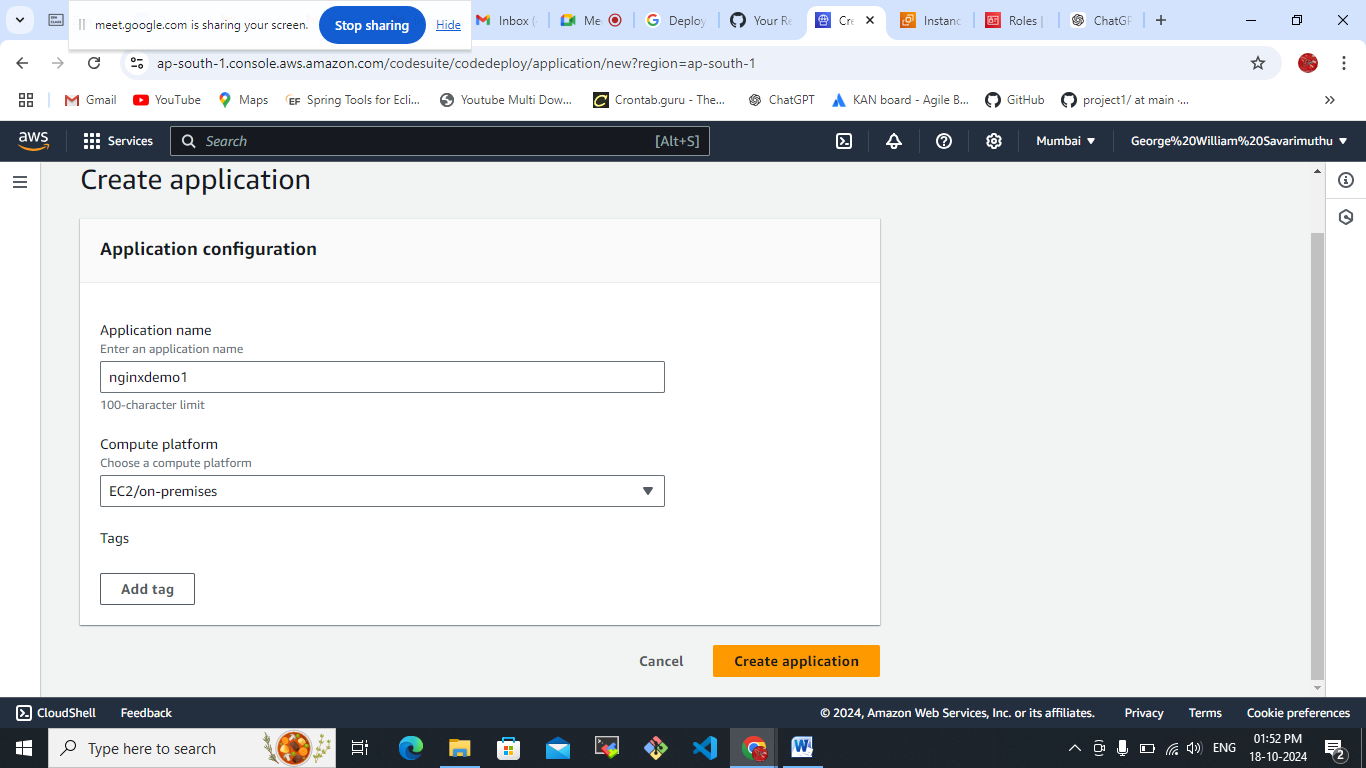 meet.google.com is sharing your screen.
Stop sharing
Hide
Inbox (
Me
Deploy
Your Re
Cre
Instanc
Roles |
ChatGP
ap-south-1.console.aws.amazon.com/codesuite/codedeploy/application/new?region=ap-south-1
Gmail
YouTube
Maps
EF Spring Tools for Ecli...
Youtube Multi Dow...
Crontab.guru - The...
ChatGPT
KAN board - Agile B...
GitHub
project1/ at main ·...
aws
Services
Search
[Alt+S]
Mumbai
George%20William%20Savarimuthu
Create application
Application configuration
Application name
Enter an application name
nginxdemo1
100-character limit
Compute platform
Choose a compute platform
EC2/on-premises
Tags
Add tag
Cancel
Create application
CloudShell
Feedback
© 2024, Amazon Web Services, Inc. or its affiliates.
Privacy
Terms
Cookie preferences
Type here to search
ENG
01:52 PM
18-10-2024
2